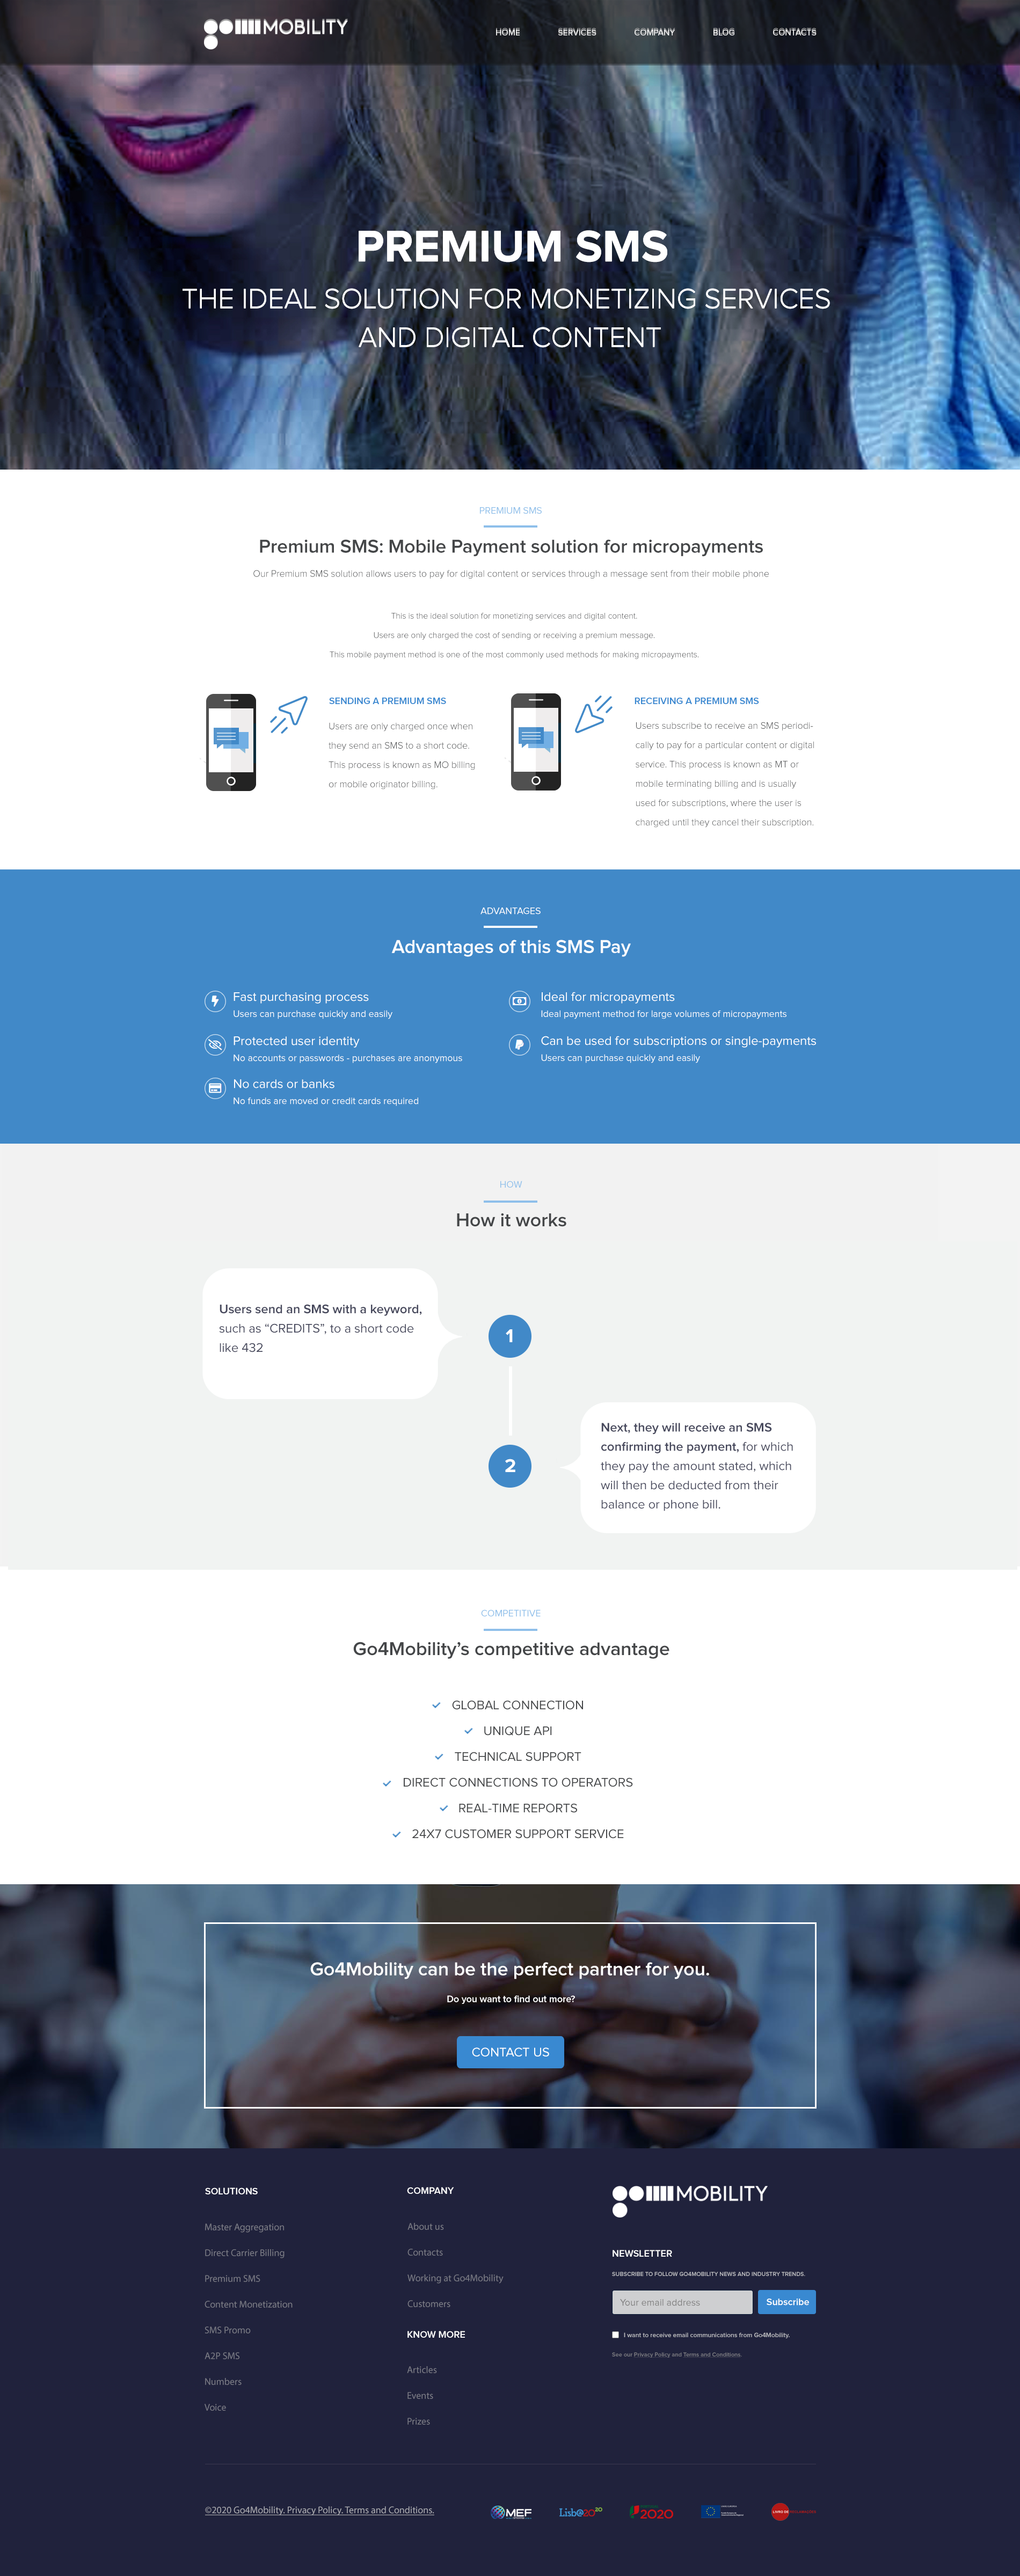 MOBILITY
HOME
SERVICES
COMPANY
BLOG
CONTACTS
PREMIUM SMS
THE IDEAL SOLUTION FOR MONETIZING SERVICES
AND DIGITAL CONTENT
PREMIUM SMS
Premium SMS: Mobile Payment solution for micropayments
Our Premium SMS solution allows users to pay for digital content or services through a message sent from their mobile phone
This is the ideal solution for monetizing services and digital content.
Users are only charged the cost of sending or receiving a premium message.
This mobile payment method is one of the most commonly used methods for making micropayments.
SENDING A PREMIUM SMS
Users are only charged once when
they send an SMS to a short code.
This process is known as MO billing
or mobile originator billing.
RECEIVING A PREMIUM SMS
Users subscribe to receive an SMS periodi-
cally to pay for a particular content or digital
service. This process is known as MT or
mobile terminating billing and is usually
used for subscriptions, where the user is
charged until they cancel their subscription.
ADVANTAGES
Advantages of this SMS Pay
Fast purchasing process
Users can purchase quickly and easily
Protected user identity
No accounts or passwords - purchases are anonymous
No cards or banks
No funds are moved or credit cards required
Ideal for micropayments
Ideal payment method for large volumes of micropayments
Can be used for subscriptions or single-payments
Users can purchase quickly and easily
HOW
How it works
Users send an SMS with a keyword,
such as “CREDITS”, to a short code
like 432
1
2
Next, they will receive an SMS
confirming the payment, for which
they pay the amount stated, which
will then be deducted from their
balance or phone bill.
COMPETITIVE
Go4Mobility’s competitive advantage
GLOBAL CONNECTION
UNIQUE API
TECHNICAL SUPPORT
DIRECT CONNECTIONS TO OPERATORS
REAL-TIME REPORTS
24X7 CUSTOMER SUPPORT SERVICE
Go4Mobility can be the perfect partner for you.
Do you want to find out more?
CONTACT US
SOLUTIONS
Master Aggregation
Direct Carrier Billing
Premium SMS
Content Monetization
SMS Promo
A2P SMS
Numbers
Voice
COMPANY
About us
Contacts
Working at Go4Mobility
Customers
KNOW MORE
Articles
Events
Prizes
MOBILITY
NEWSLETTER
SUBSCRIBE TO FOLLOW GO4MOBILITY NEWS AND INDUSTRY TRENDS.
Your email address
Subscribe
I want to receive email communications from Go4Mobility.
See our Privacy Policy and Terms and Conditions.
©2020 Go4Mobility. Privacy Policy. Terms and Conditions.
MEF
Lisb@2020
2020